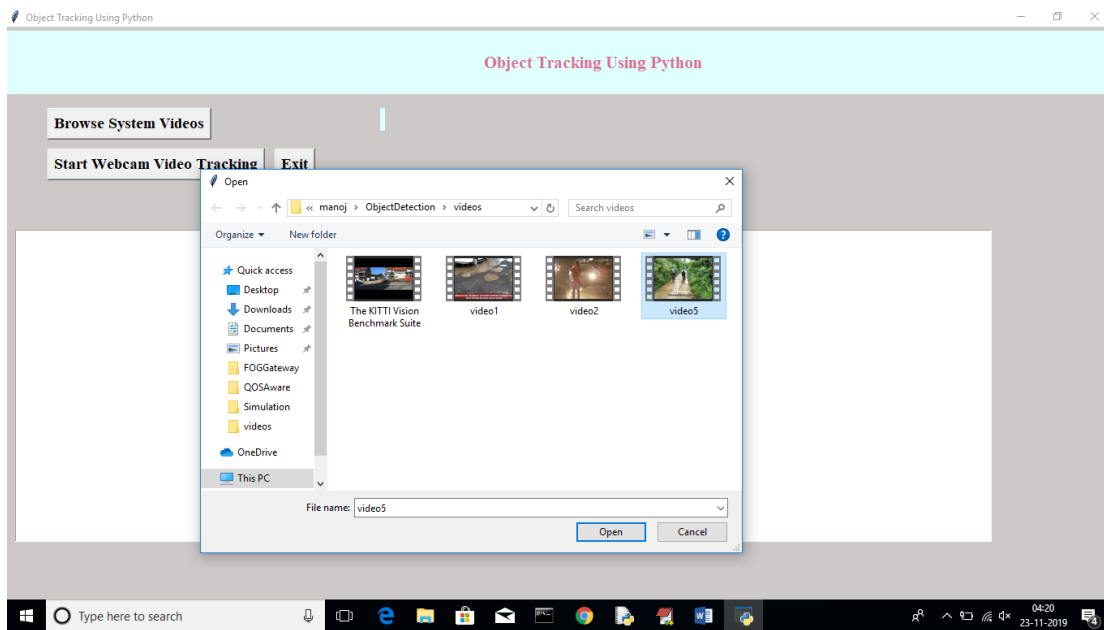 Object Tracking Using Python
Object Tracking Using Python
Browse System Videos
Start Webcam Video Tracking Exit
Open
« manoj › ObjectDetection › videos
Search videos
Organize
New folder
Quick access
Desktop
Downloads
Documents
Pictures
FOGGateway
QOSAware
Simulation
videos
OneDrive
This PC
The KITTI Vision
Benchmark Suite
video1
video2
video5
File name: video5
Open Cancel
Type here to search
04:20
23-11-2019
4